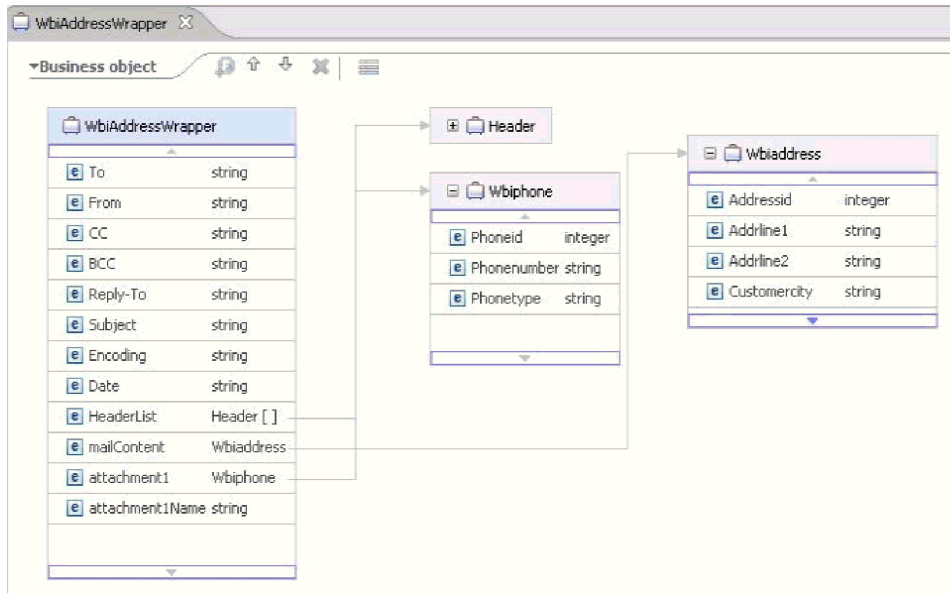 WbiAddressWrapper
Business object
WbiAddressWrapper
e To string
e From string
e CC string
e BCC string
e Reply-To string
e Subject string
e Encoding string
e Date string
e HeaderList Header [ ]
e mailContent Wbiaddress
e attachment1 Wbiphone
e attachment1Name string
Header
Wbiphone
e Phoneid integer
e Phonenumber string
e Phonetype string
Wbiaddress
e Addressid integer
e Addrline1 string
e Addrline2 string
e Customercity string